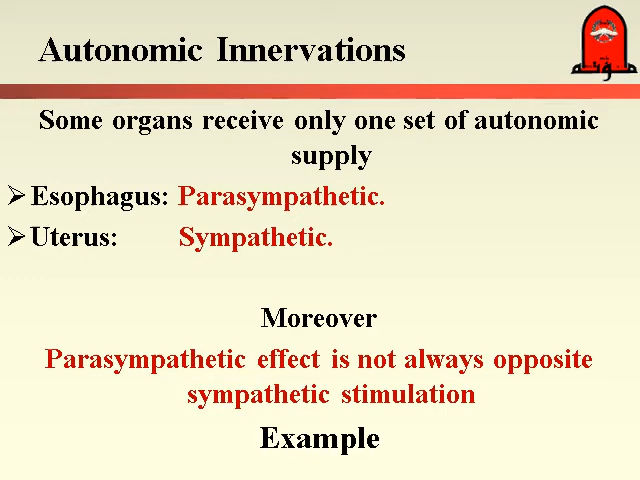 Autonomic Innervations
مؤتة
Some organs receive only one set of autonomic
supply
➢Esophagus: Parasympathetic.
➢Uterus: Sympathetic.
Moreover
Parasympathetic effect is not always opposite
sympathetic stimulation
Example